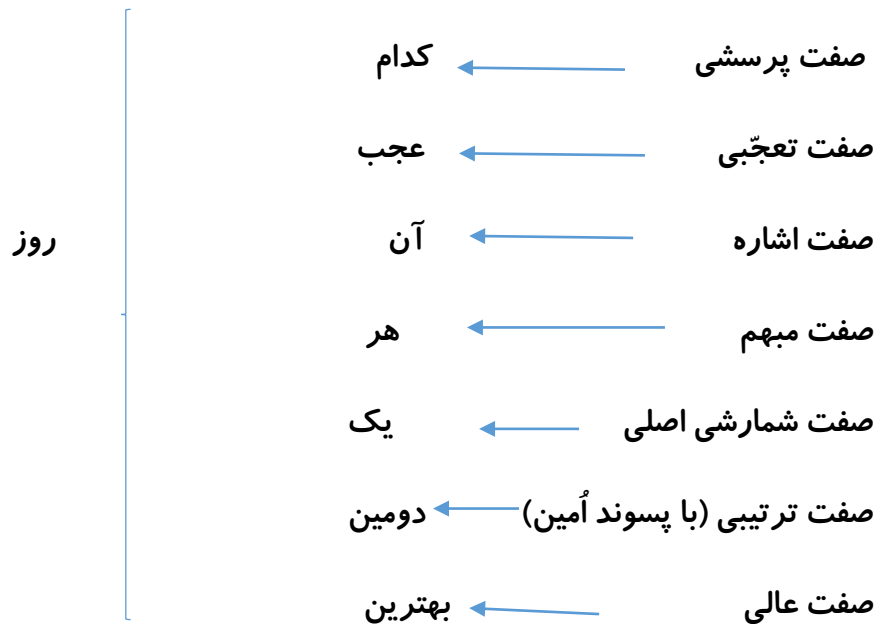 صفت پرسشی کدام
صفت تعجّبی عجب
صفت اشاره آن
روز
صفت مبهم هر
صفت شمارشی اصلی یک
صفت ترتیبی (با پسوند اُمین) دومین
صفت عالی بهترین